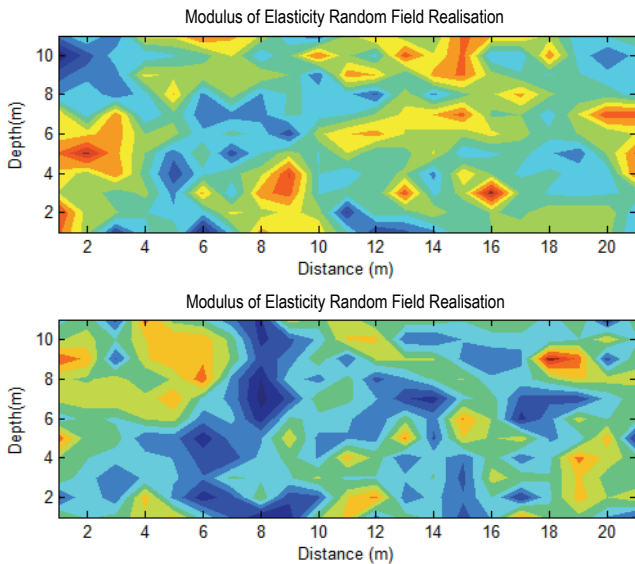 Modulus of Elasticity Random Field Realisation
Depth(m)
10
8
6
4
2
2 4 6 8 10 12 14 16 18 20
Distance (m)
Modulus of Elasticity Random Field Realisation
Depth(m)
10
8
6
4
2
2 4 6 8 10 12 14 16 18 20
Distance (m)